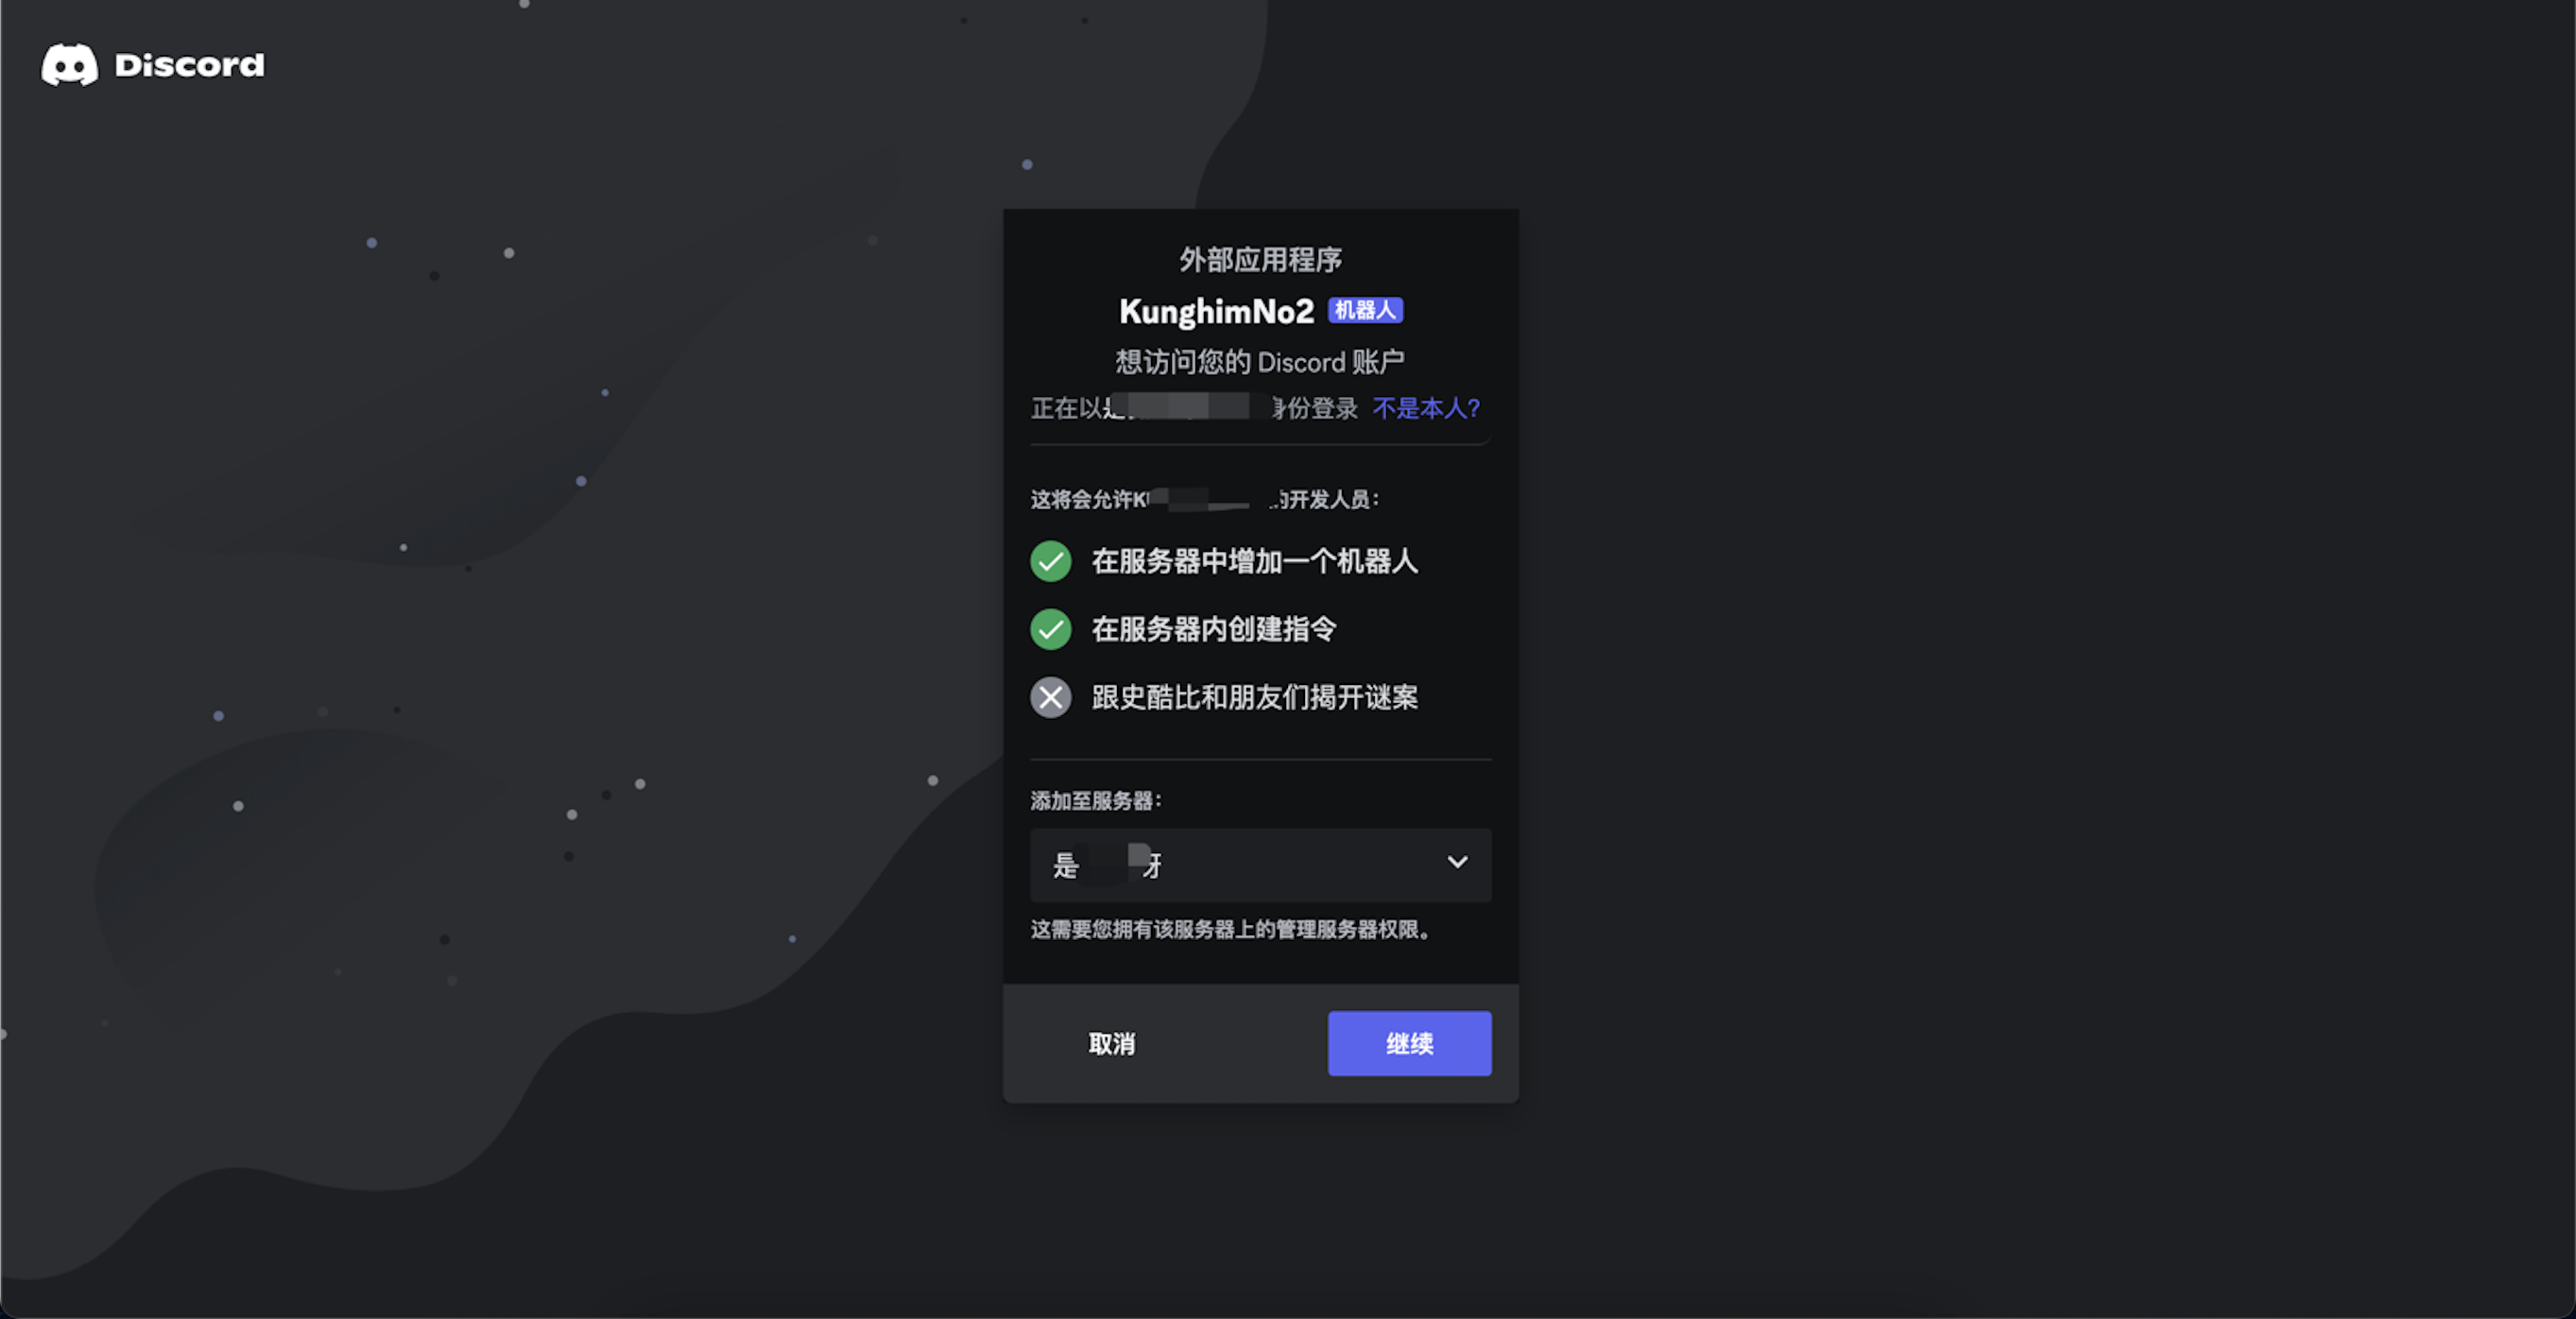 Discord
外部应用程序
KunghimNo2 机器人
想访问您的 Discord 账户
正在以是 身份登录 不是本人?
这将会允许K 的开发人员：
在服务器中增加一个机器人
在服务器内创建指令
跟史酷比和朋友们揭开谜案
添加至服务器：
是
这需要您拥有该服务器上的管理服务器权限。
取消
继续